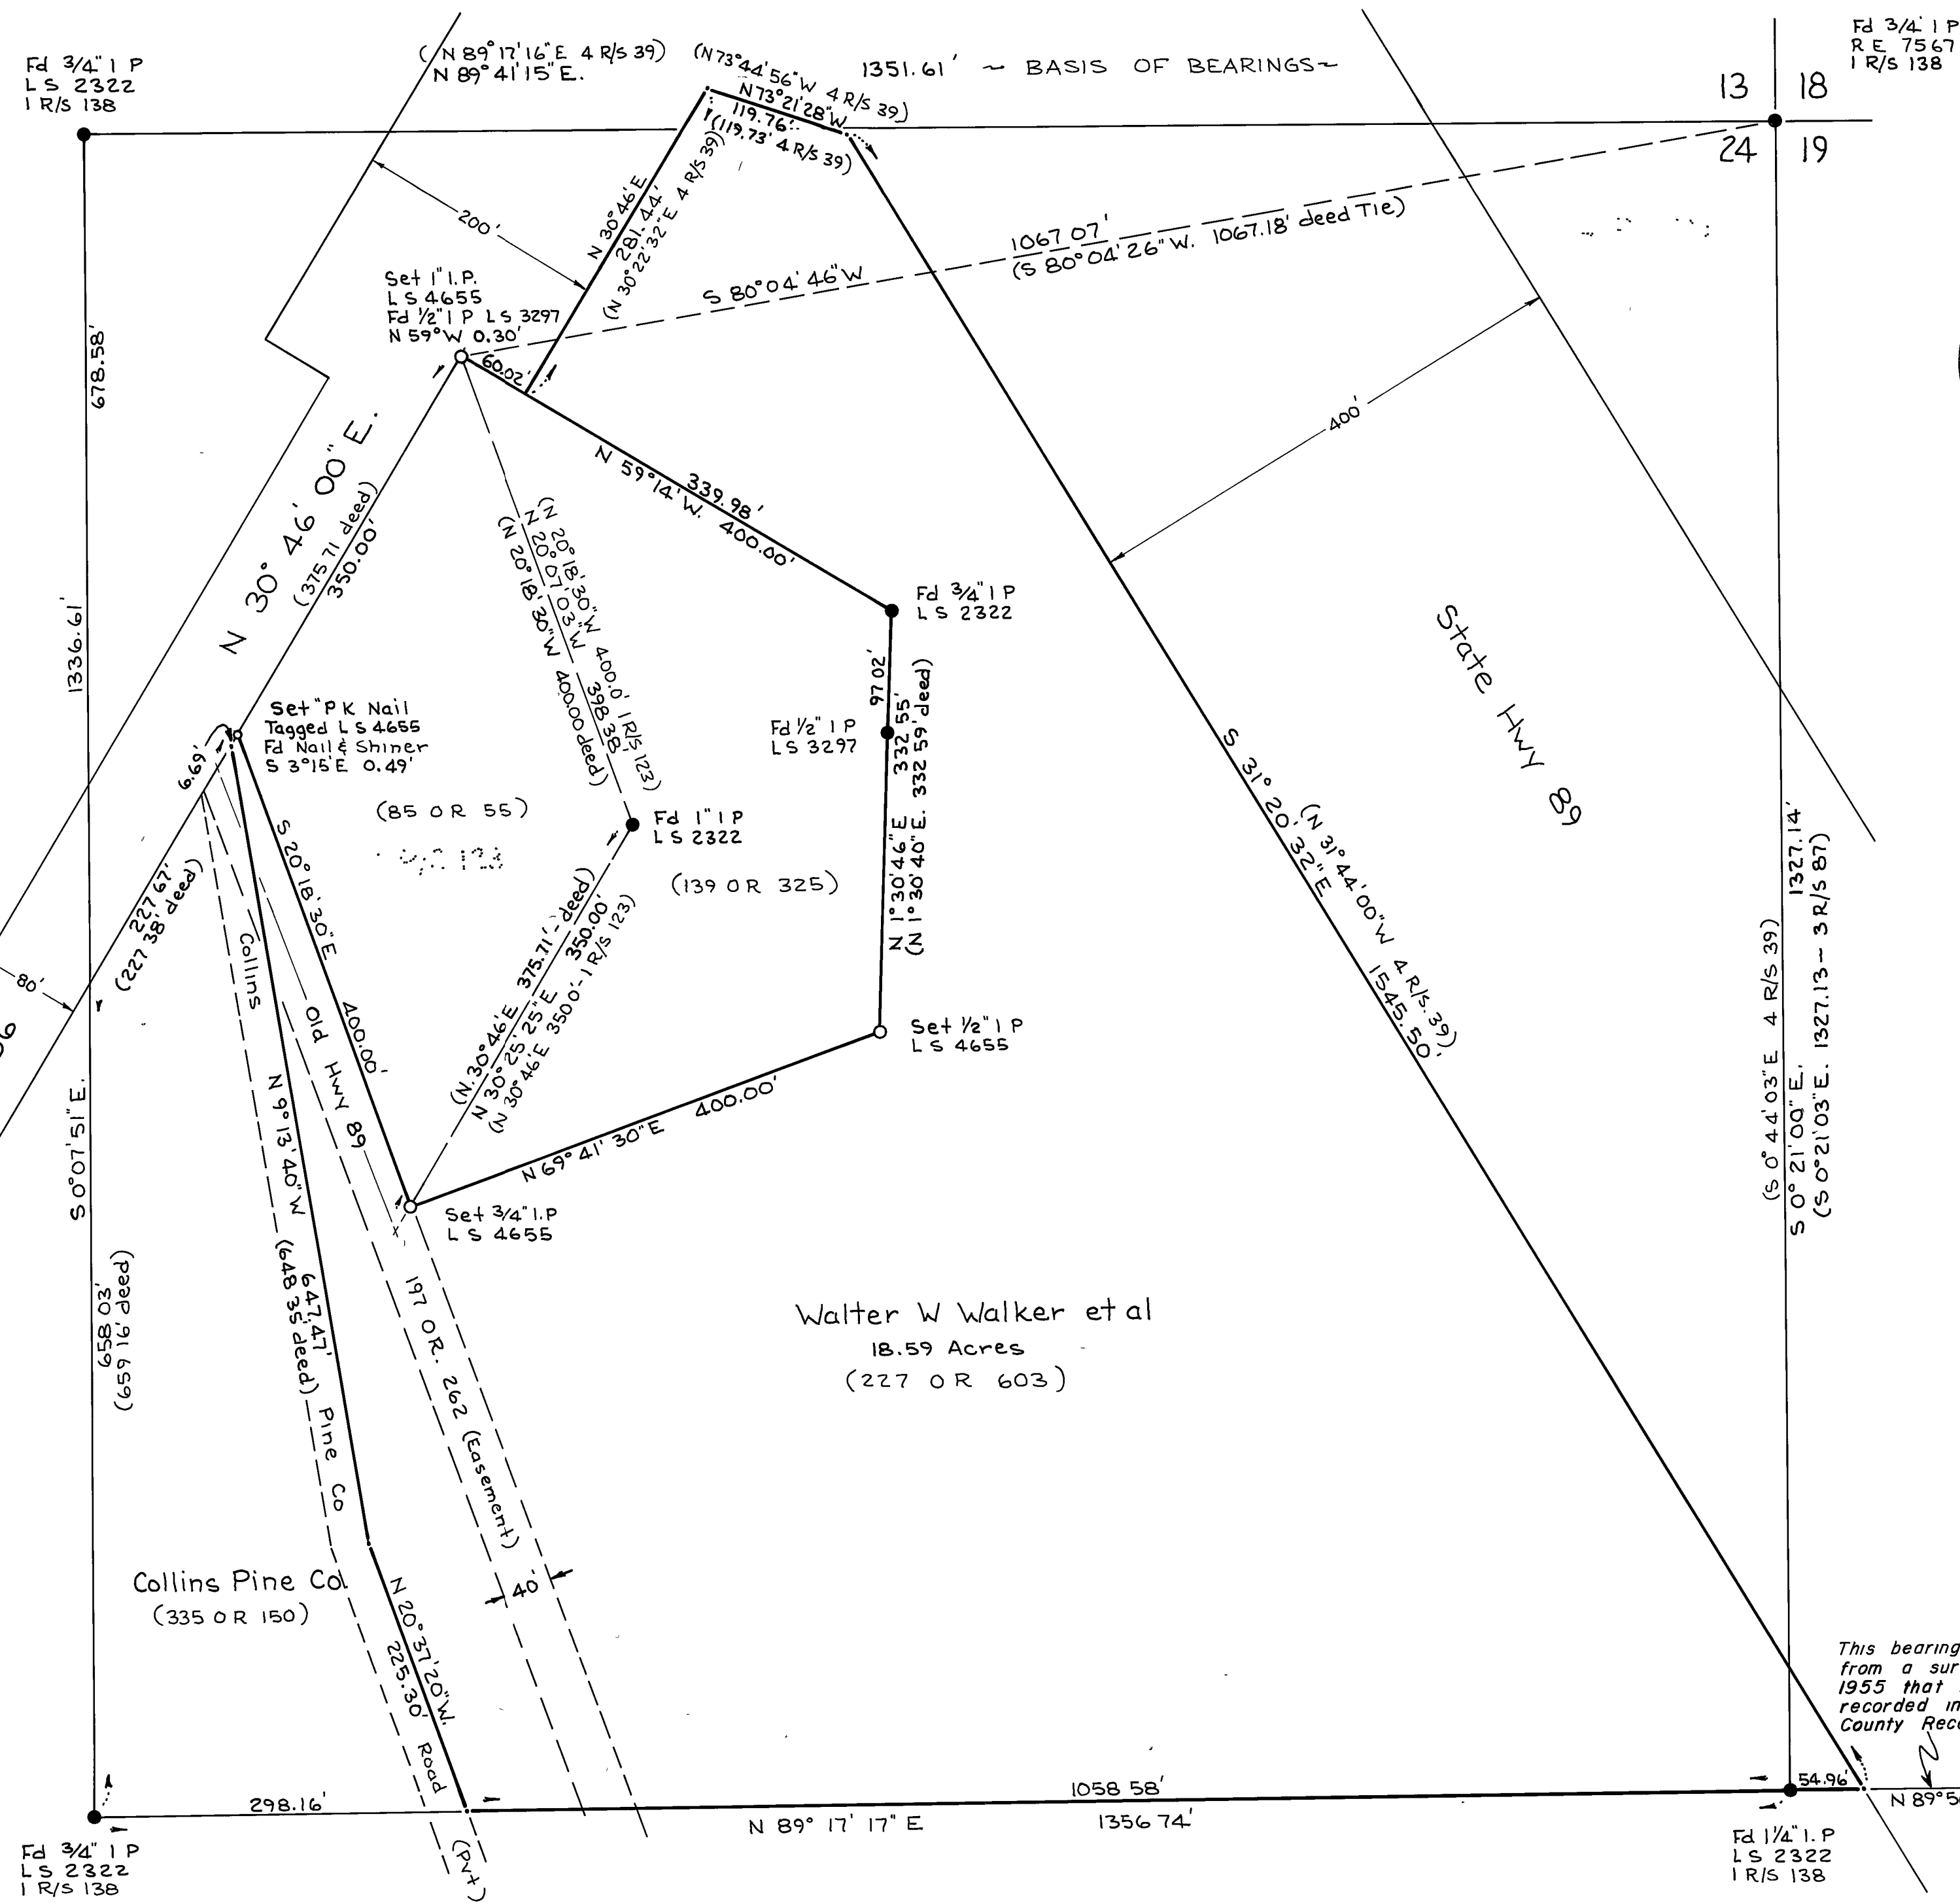 Fd 3/4" I P
L S 2322
I R/S 138
( N 89°17'16"E 4 R/S 39)
N 89°41'15"E.
(N73°44'56"W 4 R/S 39)
N73°21'28"W
119.76'
(119.73' 4 R/S 39)
1351.61' ~ BASIS OF BEARINGS~
Fd 3/4" I P
R E 7567
I R/S 138
13
18
24
19
200'
N 30°46'E
281.44'
(N 30°22'32"E 4 R/S 39)
1067 07'
S 80°04'46"W
(S 80°04'26"W. 1067.18' deed Tie)
Set 1" I.P.
L S 4655
Fd 1/2" I P LS 3297
N 59°W 0.30'
60.02'
678.58'
1336.61'
N 30° 46' 00" E.
(375 71 deed)
350.00'
339.98'
N 59°14'W. 400.00'
400'
(N 20°18'30"W 400.0' I R/S 123)
N 20°07'03"W 398 38'
(N 20°18'30"W 400.00 deed)
Fd 3/4" I P
L S 2322
97 02'
Fd 1/2" I P
LS 3297
N 1°30'46"E 332 55'
(N 1°30'40"E. 332 59' deed)
State Hwy 89
Set "P K Nail
Tagged L S 4655
Fd Nail & Shiner
S 3°15'E 0.49'
6.69'
(85 O R 55)
Fd 1" I P
L S 2322
(139 O R 325)
227 67'
(227 38' deed)
80'
S 20°18'30"E 400.00'
(N. 30°46'E 375.71'- deed)
N 30°25'25"E 350.00'
(N 30°46'E 350 0'- I R/S 123)
Set 1/2" I P
L S 4655
N 69°41'30"E 400.00'
Set 3/4" I.P
L S 4655
S 31°20'32"E
(N 31°44'00"W 4 R/S.39)
1545.50'
(S 0°44'03"E 4 R/S 39)
S 0°21'00"E. 1327.14'
(S 0°21'03"E. 1327.13- 3 R/S 87)
S 0°07'51"E.
658 03'
(659 16' deed)
Collins Pine Co Road (Pvt)
Old Hwy 89
N 9°13'40"W 647.47'
(648 35' deed)
197 OR. 262 (Easement)
Walter W Walker et al
18.59 Acres
(227 O R 603)
Collins Pine Co
(335 O R 150)
40'
N 20°37'20"W.
225.30'
298.16'
1058 58'
N 89° 17' 17" E 1356 74'
54.96'
This bearing
from a
1955 that
recorded
County
Fd 3/4" I P
L S 2322
I R/S 138
Fd 1 1/4" I. P
L S 2322
I R/S 138